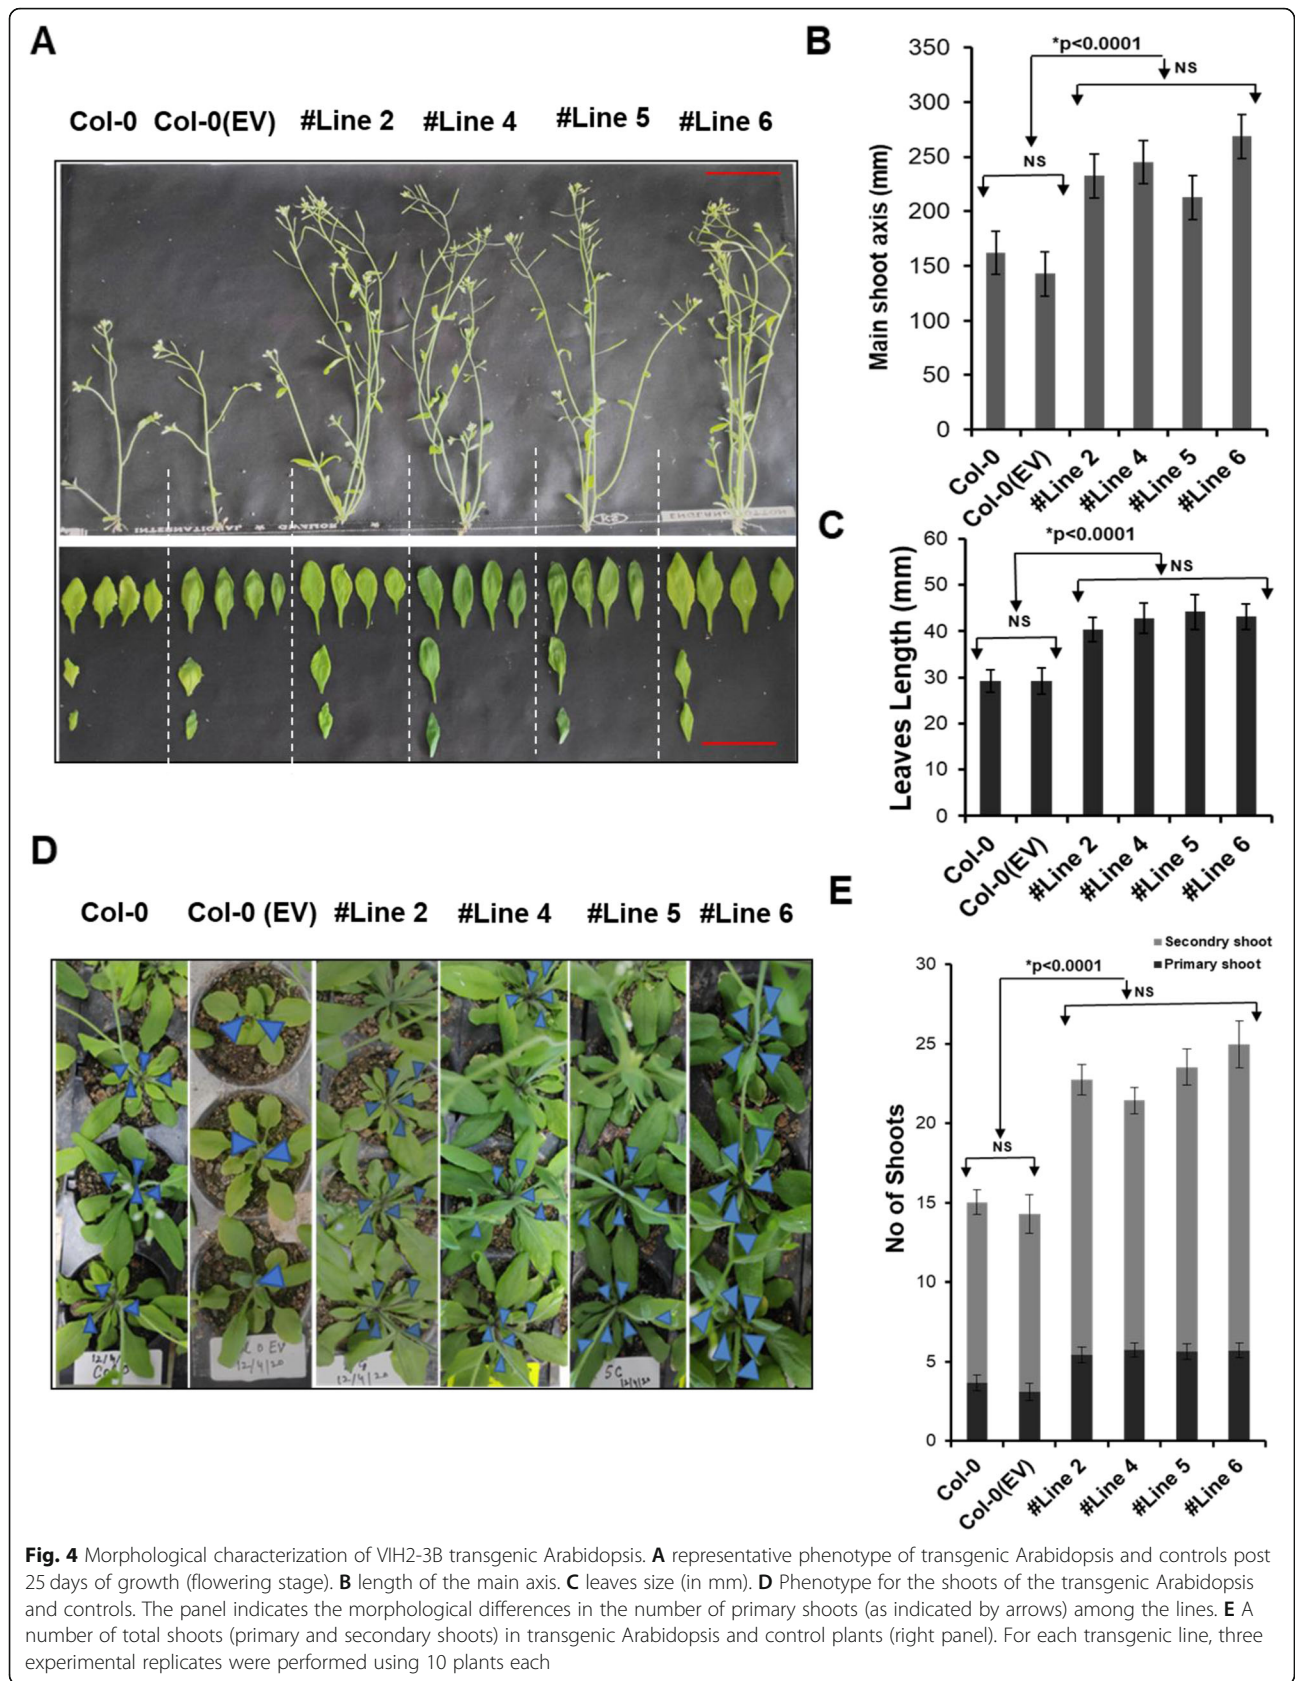 A
Col-0 Col-0(EV) #Line 2 #Line 4 #Line 5 #Line 6
B
350
300
250
200
150
100
50
0
Main shoot axis (mm)
*p<0.0001
NS
NS
Col-0
Col-0(EV)
#Line 2
#Line 4
#Line 5
#Line 6
C
60
50
40
30
20
10
0
Leaves Length (mm)
*p<0.0001
NS
NS
Col-0
Col-0(EV)
#Line 2
#Line 4
#Line 5
#Line 6
D
Col-0 Col-0 (EV) #Line 2 #Line 4 #Line 5 #Line 6
12/4/20
12/4/20
5C
12/4/20
E
Secondry shoot
Primary shoot
30
25
20
15
10
5
0
No of Shoots
*p<0.0001
NS
NS
Col-0
Col-0(EV)
#Line 2
#Line 4
#Line 5
#Line 6
Fig. 4 Morphological characterization of VIH2-3B transgenic Arabidopsis. A representative phenotype of transgenic Arabidopsis and controls post
25 days of growth (flowering stage). B length of the main axis. C leaves size (in mm). D Phenotype for the shoots of the transgenic Arabidopsis
and controls. The panel indicates the morphological differences in the number of primary shoots (as indicated by arrows) among the lines. E A
number of total shoots (primary and secondary shoots) in transgenic Arabidopsis and control plants (right panel). For each transgenic line, three
experimental replicates were performed using 10 plants each